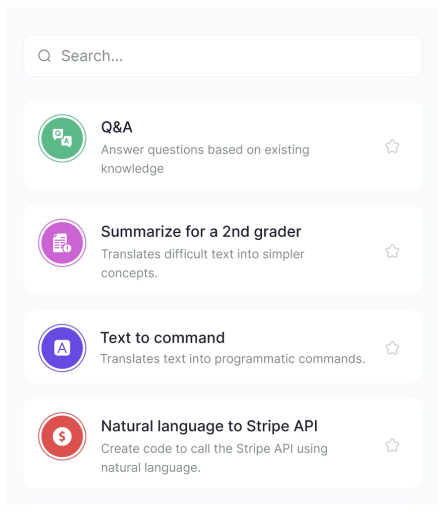 Search...
Q&A
Answer questions based on existing
knowledge
Summarize for a 2nd grader
Translates difficult text into simpler
concepts.
Text to command
Translates text into programmatic commands.
Natural language to Stripe API
Create code to call the Stripe API using
natural language.